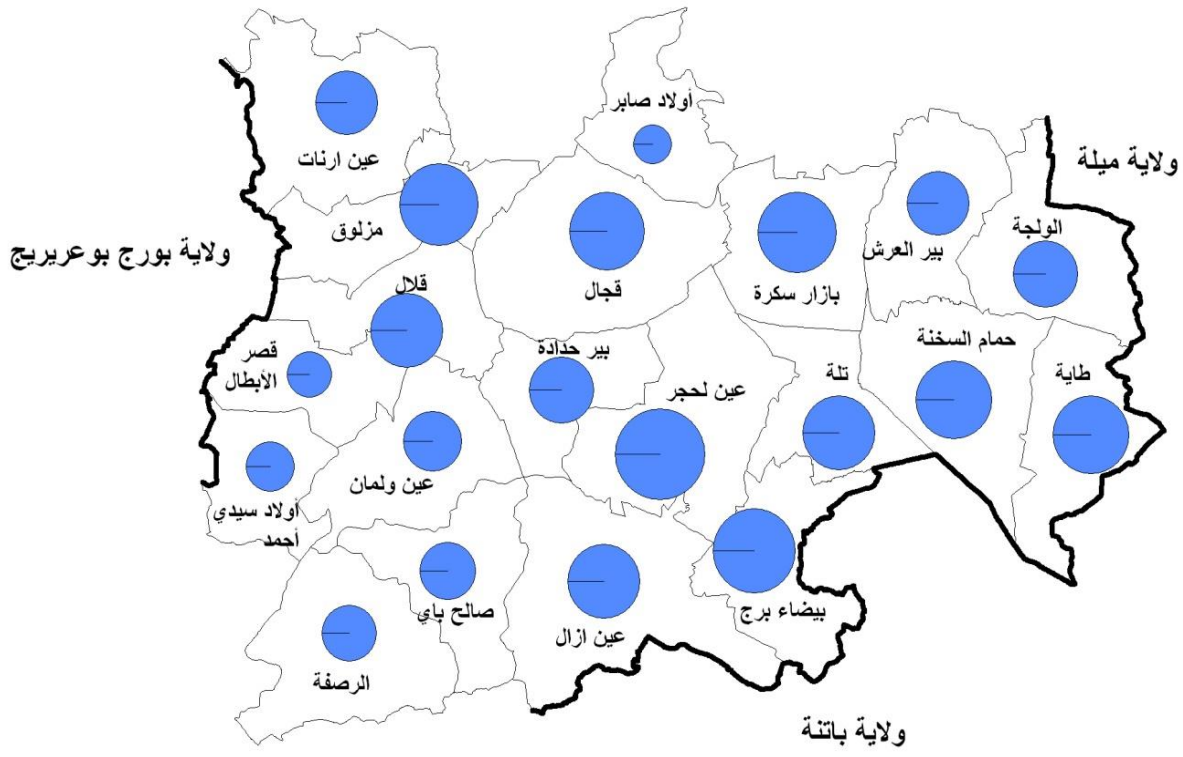 أولاد صابر
عين ارنات
ولاية ميلة
مزلوق
الولجة
بير العرش
ولاية بورج بوعريريج
قلال
قجال
بازار سكرة
قصر
الأبطال
بير حدادة
حمام السخنة
عين لحجر
تلة
طاية
عين ولمان
أولاد سيدي
أحمد
صالح باي
بيضاء برج
عين ازال
الرصفة
ولاية باتنة